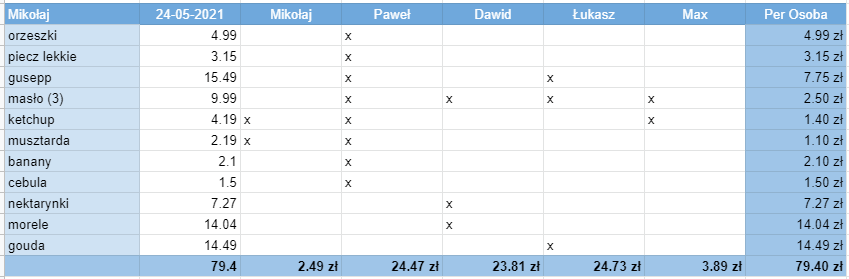 Mikołaj 24-05-2021 Mikołaj Paweł Dawid Łukasz Max Per Osoba
orzeszki 4.99 x 4.99 zł
piecz lekkie 3.15 x 3.15 zł
gusepp 15.49 x x 7.75 zł
masło (3) 9.99 x x x x 2.50 zł
ketchup 4.19 x x x 1.40 zł
musztarda 2.19 x x 1.10 zł
banany 2.1 x 2.10 zł
cebula 1.5 x 1.50 zł
nektarynki 7.27 x 7.27 zł
morele 14.04 x 14.04 zł
gouda 14.49 x 14.49 zł
79.4 2.49 zł 24.47 zł 23.81 zł 24.73 zł 3.89 zł 79.40 zł